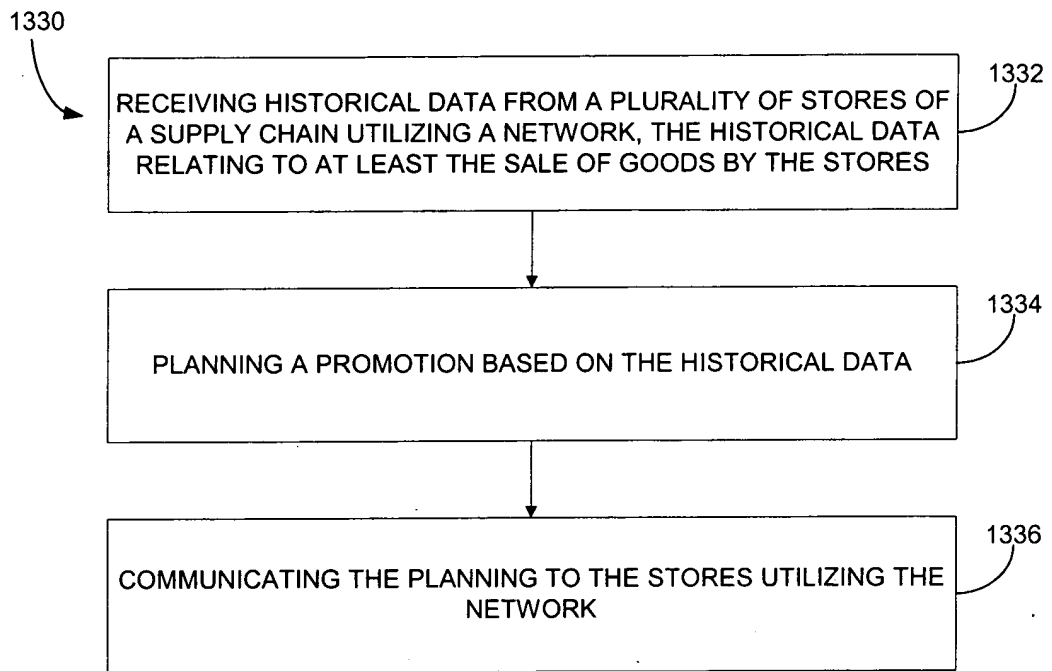 1330
1332
RECEIVING HISTORICAL DATA FROM A PLURALITY OF STORES OF
A SUPPLY CHAIN UTILIZING A NETWORK, THE HISTORICAL DATA
RELATING TO AT LEAST THE SALE OF GOODS BY THE STORES
1334
PLANNING A PROMOTION BASED ON THE HISTORICAL DATA
1336
COMMUNICATING THE PLANNING TO THE STORES UTILIZING THE
NETWORK